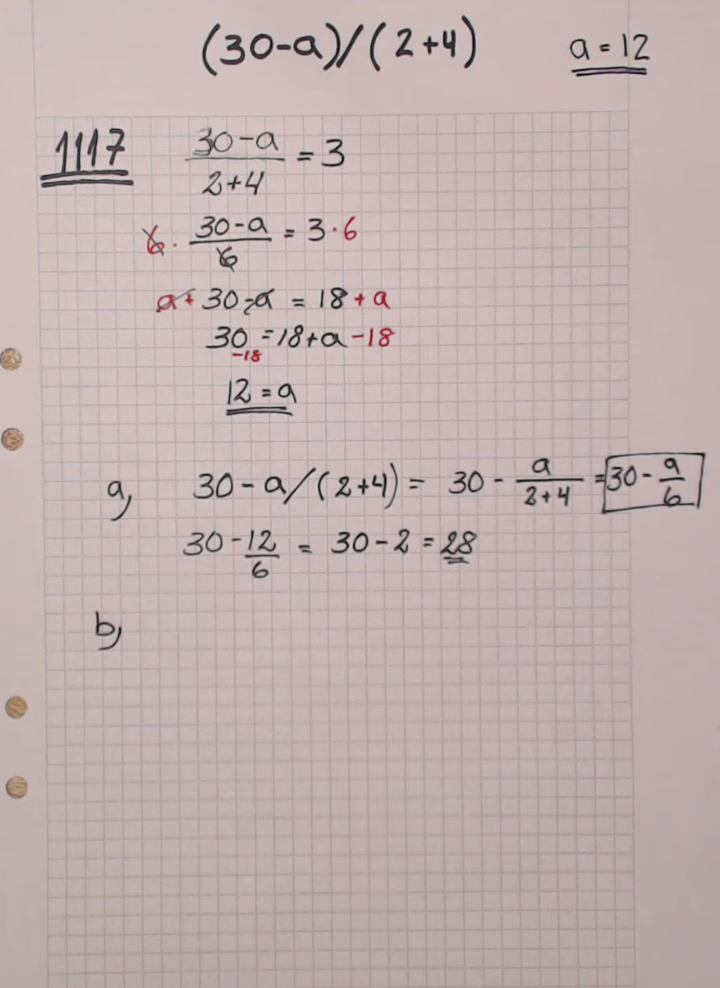 (30-a)/(2+4) a = 12
1117 30-a/2+4 = 3
6 · 30-a/6 = 3 · 6
a + 30 - a = 18 + a
30 -18 = 18 + a - 18
12 = a
a) 30 - a/(2+4) = 30 - a/2+4 = 30 - a/6
30 - 12/6 = 30 - 2 = 28
b)